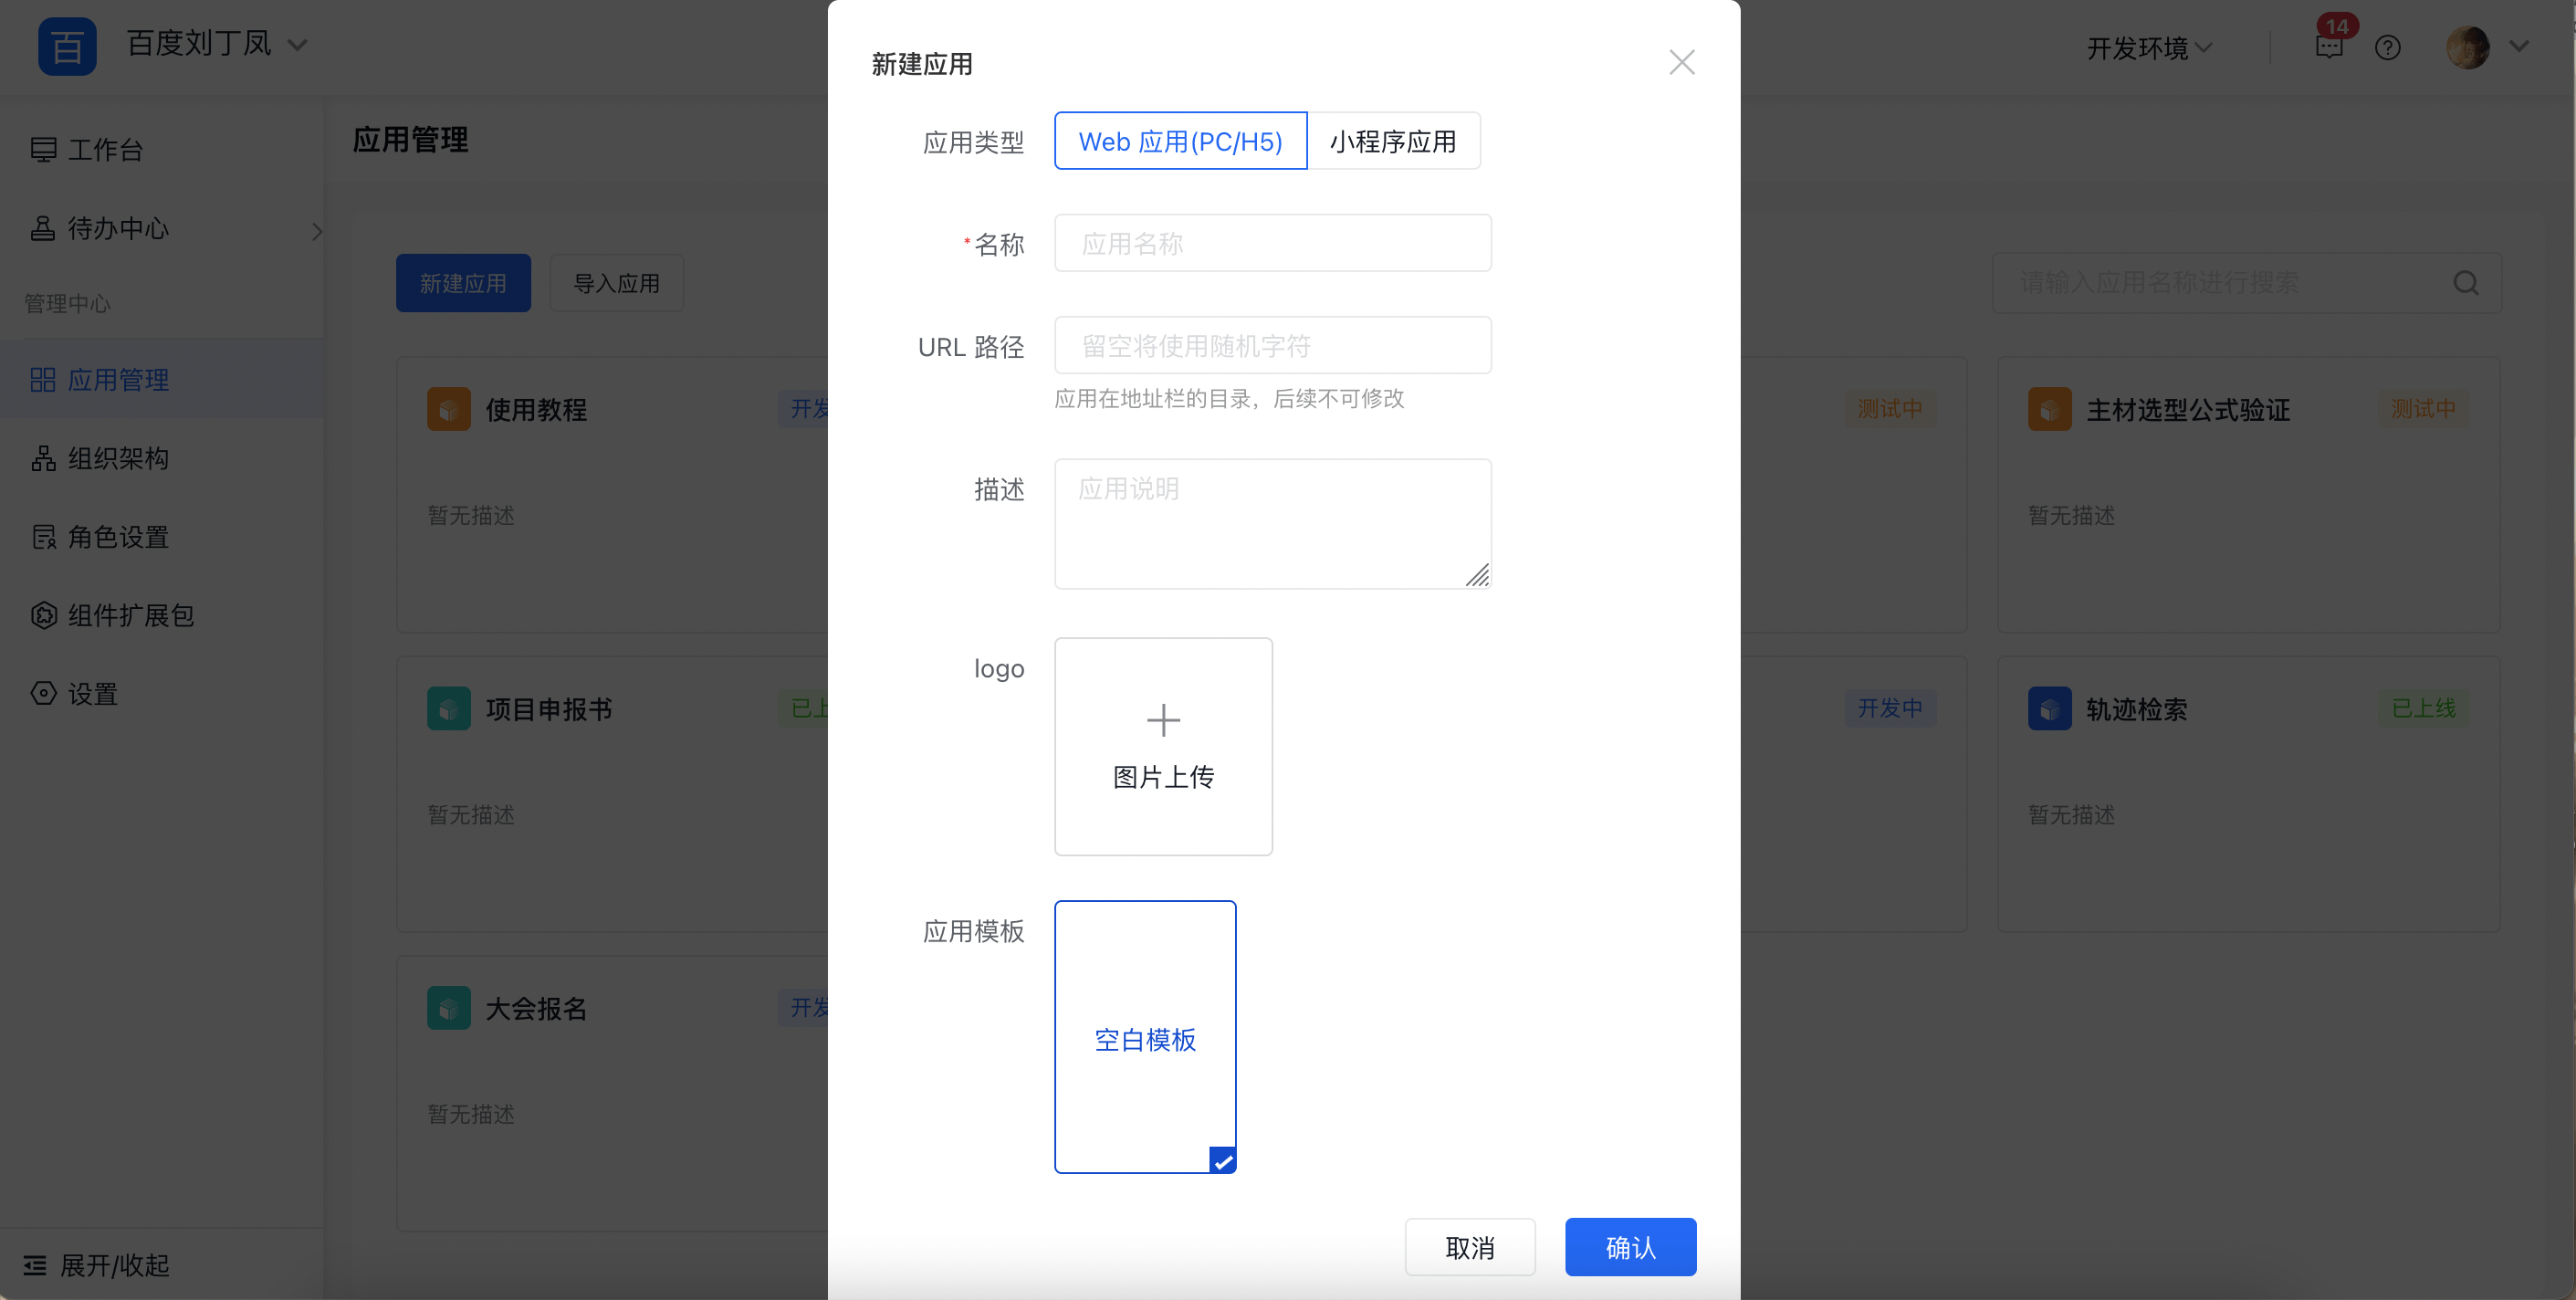 百
百度刘丁凤
开发环境
14
工作台
待办中心
管理中心
应用管理
组织架构
角色设置
组件扩展包
设置
展开/收起
应用管理
新建应用
导入应用
请输入应用名称进行搜索
使用教程
开发
暂无描述
测试中
主材选型公式验证
测试中
暂无描述
项目申报书
已上
暂无描述
开发中
轨迹检索
已上线
暂无描述
大会报名
开发
暂无描述
新建应用
应用类型
Web 应用(PC/H5)
小程序应用
*名称
应用名称
URL 路径
留空将使用随机字符
应用在地址栏的目录，后续不可修改
描述
应用说明
logo
图片上传
应用模板
空白模板
取消
确认